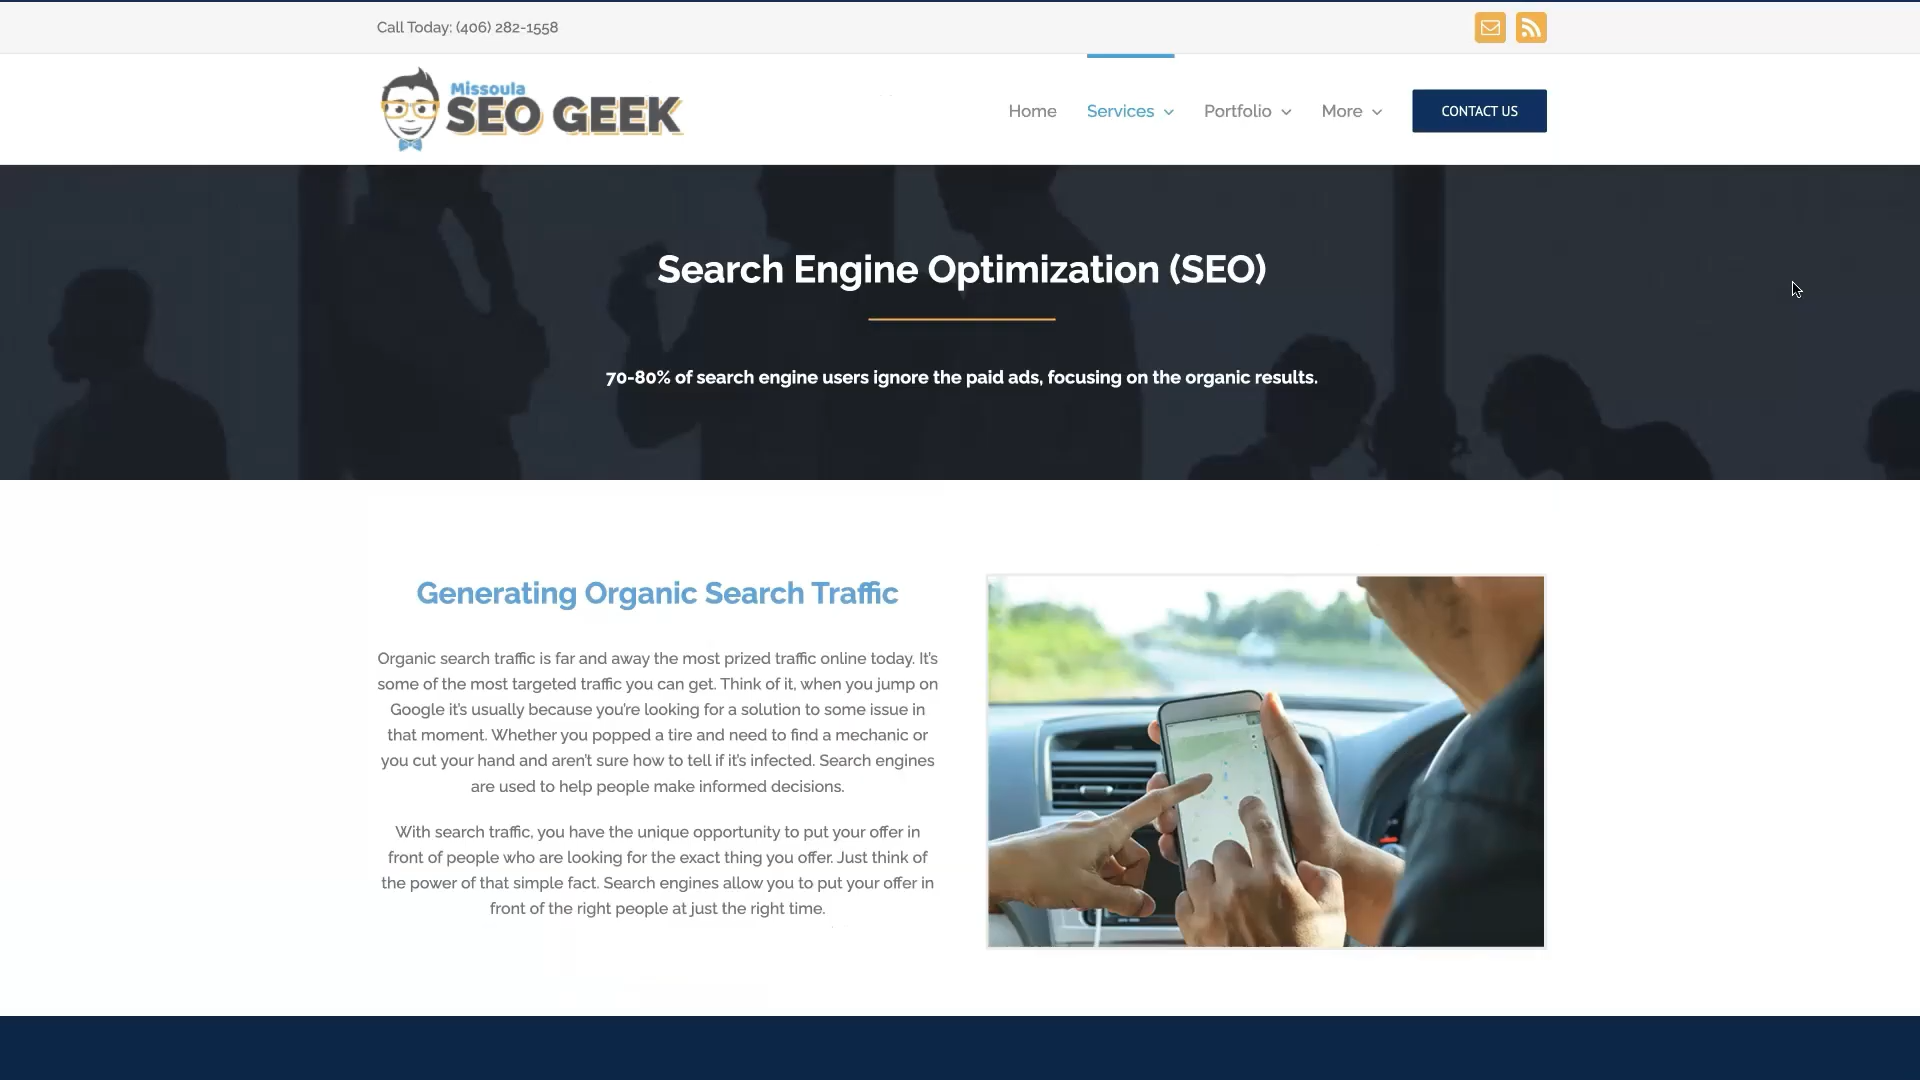 Call Today: (406) 282-1558
Missoula
SEO GEEK
Home
Services
Portfolio
More
CONTACT US
Search Engine Optimization (SEO)
70-80% of search engine users ignore the paid ads, focusing on the organic results.
Generating Organic Search Traffic
Organic search traffic is far and away the most prized traffic online today. It's
some of the most targeted traffic you can get. Think of it, when you jump on
Google it's usually because you're looking for a solution to some issue in
that moment. Whether you popped a tire and need to find a mechanic or
you cut your hand and aren't sure how to tell if it's infected. Search engines
are used to help people make informed decisions.
With search traffic, you have the unique opportunity to put your offer in
front of people who are looking for the exact thing you offer. Just think of
the power of that simple fact. Search engines allow you to put your offer in
front of the right people at just the right time.